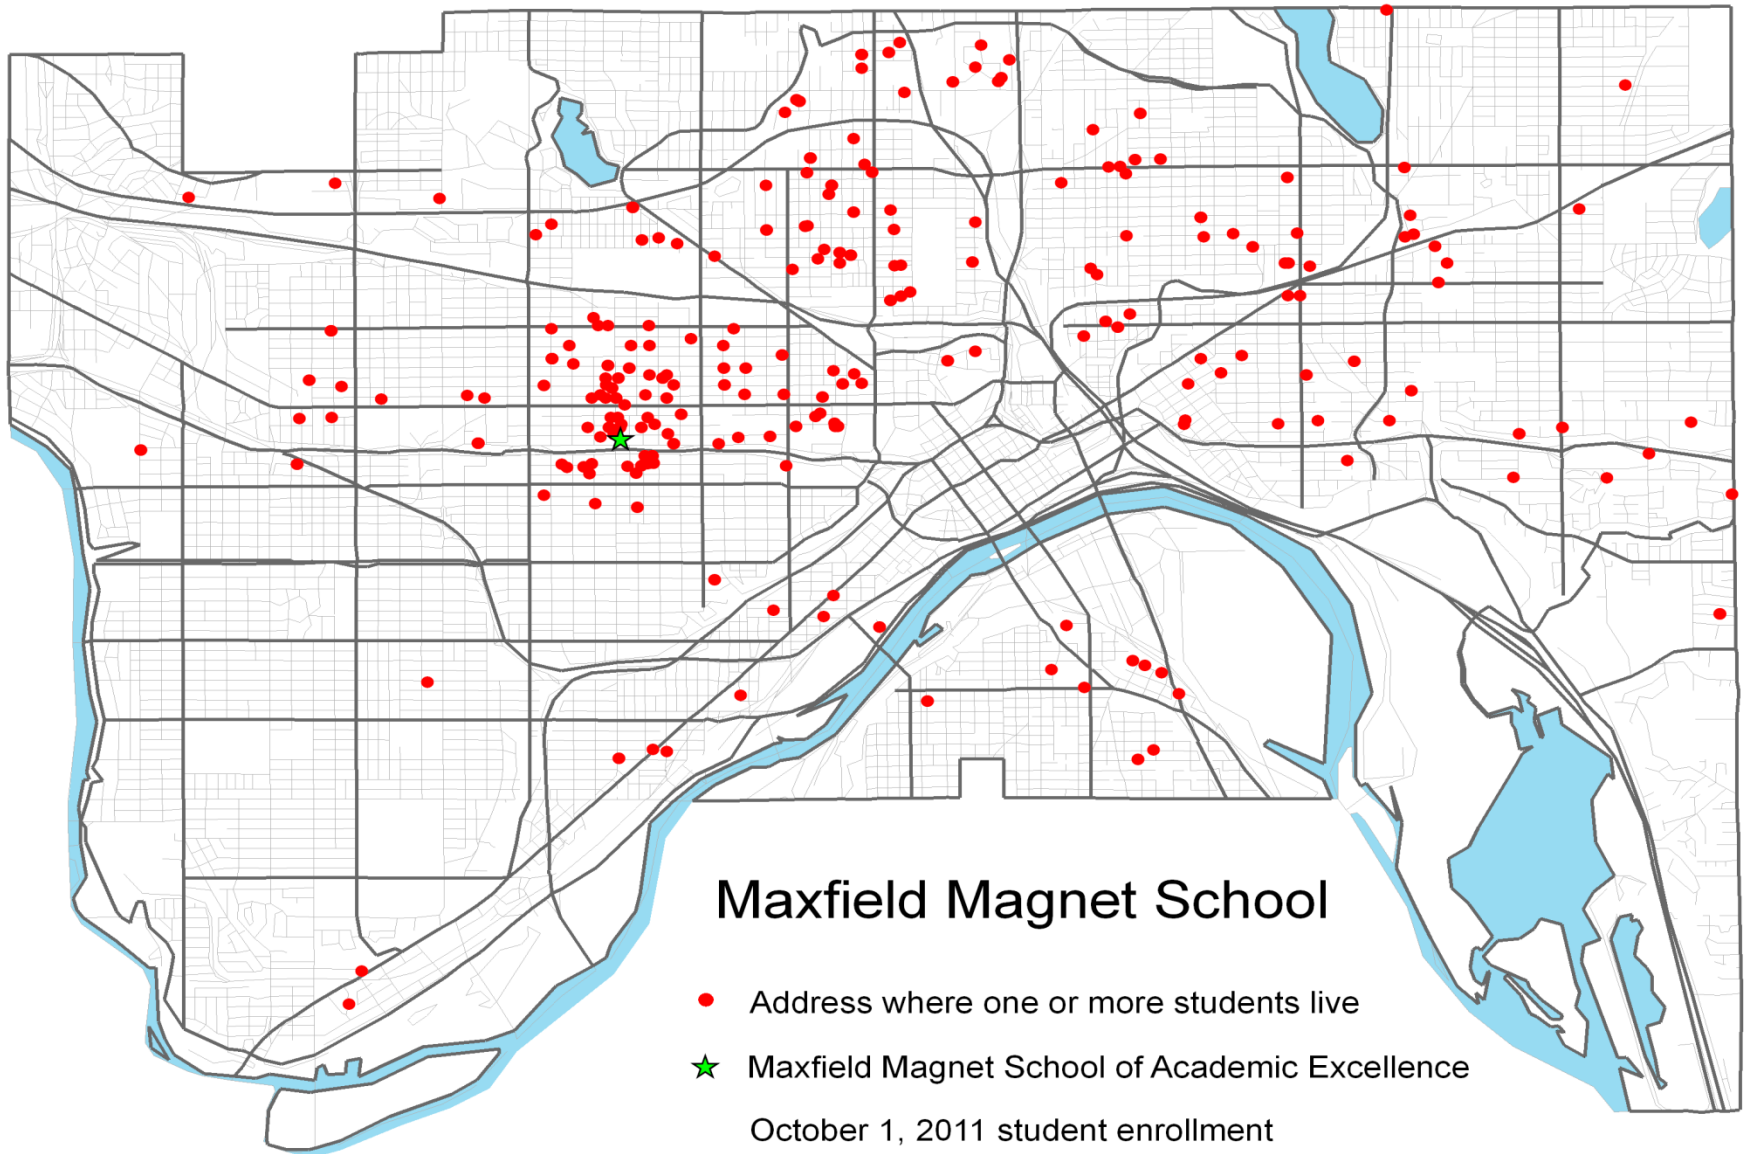 Maxfield Magnet School
Address where one or more students live
Maxfield Magnet School of Academic Excellence
October 1, 2011 student enrollment